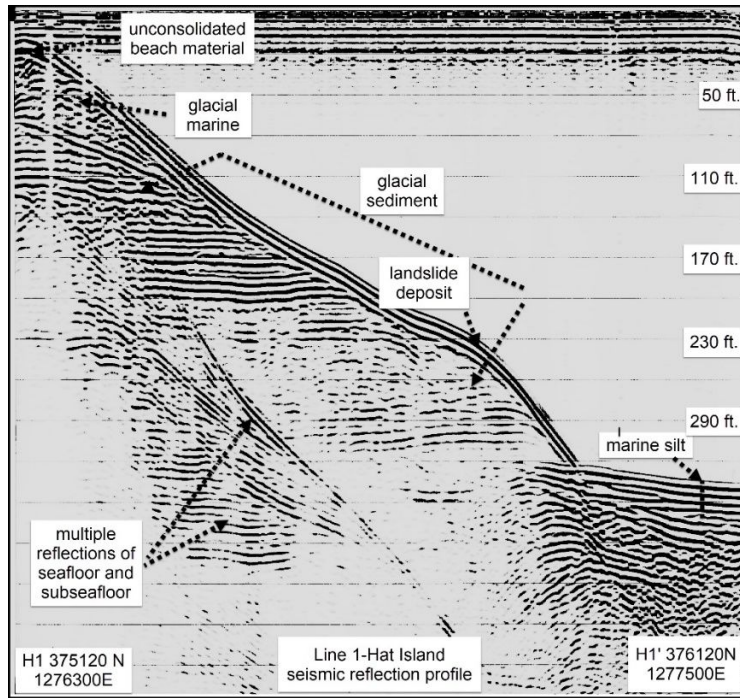 unconsolidated
beach material
glacial
marine
50 ft.
110 ft.
glacial
sediment
170 ft.
landslide
deposit
230 ft.
290 ft.
marine silt
multiple
reflections of
seafloor and
subseafloor
H1 375120 N
1276300E
Line 1-Hat Island
seismic reflection profile
H1' 376120N
1277500E